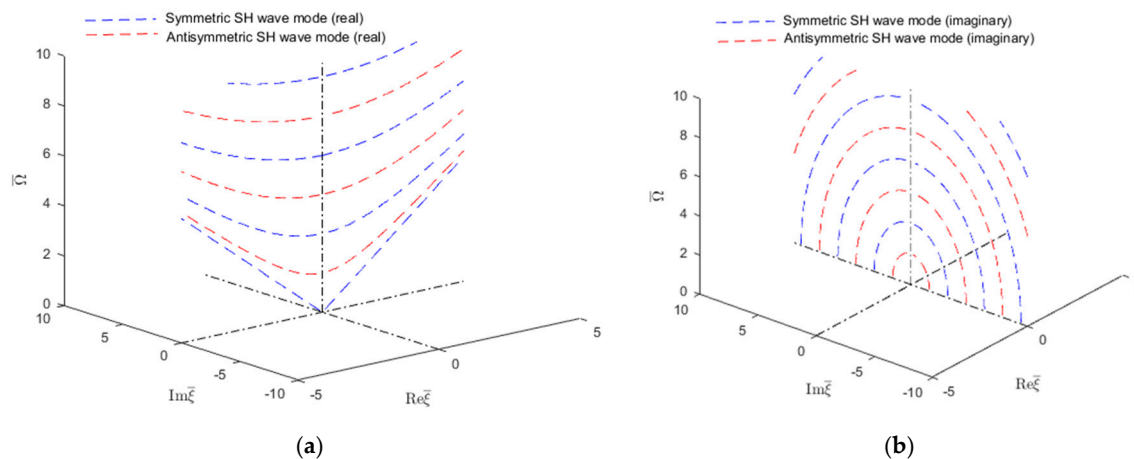 Symmetric SH wave mode (real)
Antisymmetric SH wave mode (real)
10
8
6
4
2
0
Ω̅
10
5
0
-5
-10
Imξ̅
-5
0
5
Reξ̅
(a)
Symmetric SH wave mode (imaginary)
Antisymmetric SH wave mode (imaginary)
10
8
6
4
2
0
Ω̅
10
5
0
-5
-10
Imξ̅
-5
0
Reξ̅
(b)